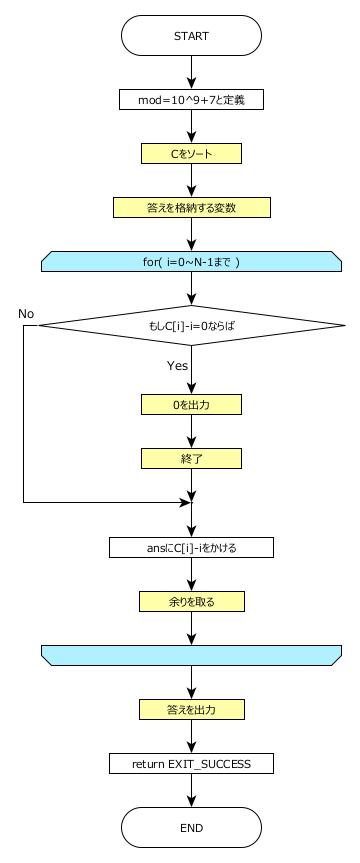 START
mod=10^9+7と定義
Cをソート
答えを格納する変数
for( i=0~N-1まで )
もしC[i]-i=0ならば
No
Yes
0を出力
終了
ansにC[i]-iをかける
余りを取る
答えを出力
return EXIT_SUCCESS
END